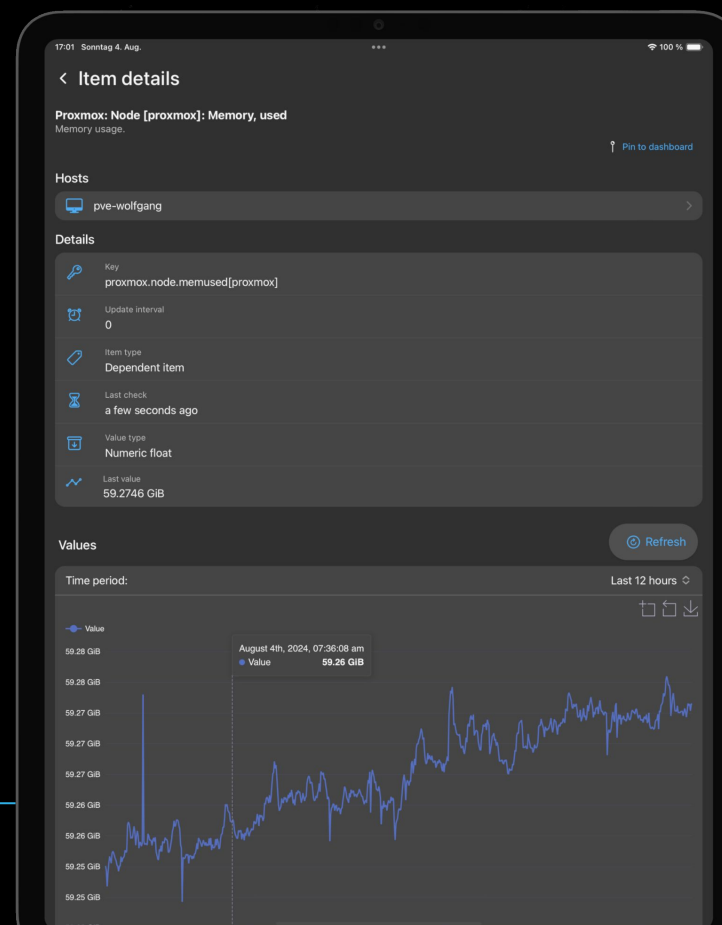 17:01 Sonntag 4. Aug.
100 %
Item details
Proxmox: Node [proxmox]: Memory, used
Memory usage.
Pin to dashboard
Hosts
pve-wolfgang
Details
Key
proxmox.node.memused[proxmox]
Update interval
0
Item type
Dependent item
Last check
a few seconds ago
Value type
Numeric float
Last value
59.2746 GiB
Values
Refresh
Time period:
Last 12 hours
Value
August 4th, 2024, 07:36:08 am
Value 59.26 GiB
59.28 GiB
59.28 GiB
59.27 GiB
59.27 GiB
59.27 GiB
59.26 GiB
59.26 GiB
59.25 GiB
59.25 GiB